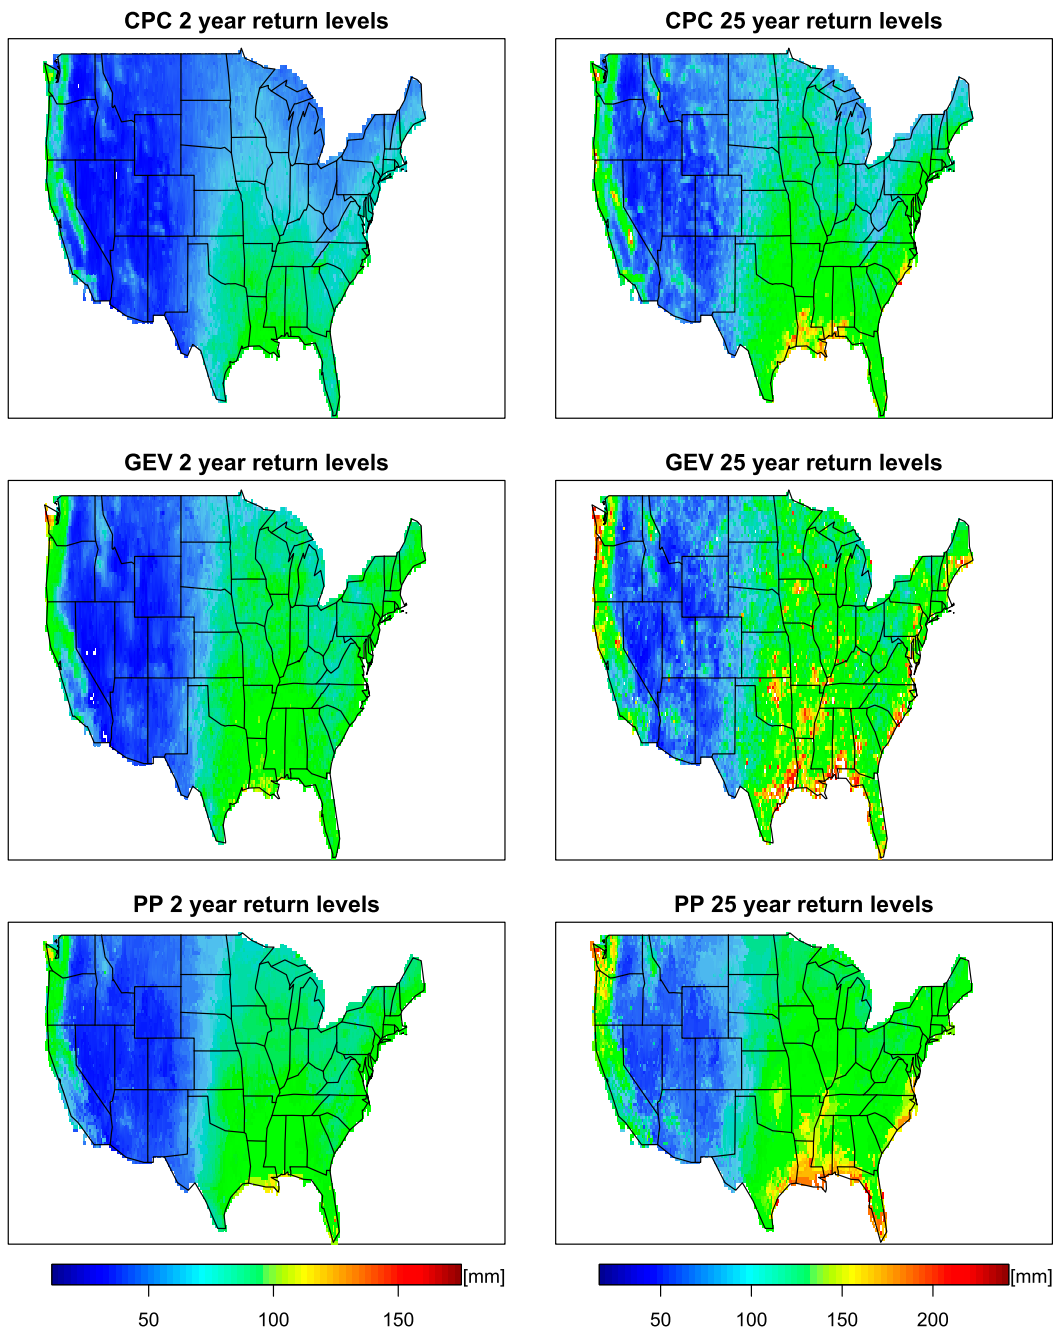 CPC 2 year return levels
CPC 25 year return levels
GEV 2 year return levels
GEV 25 year return levels
PP 2 year return levels
PP 25 year return levels
[mm]
50 100 150
[mm]
50 100 150 200